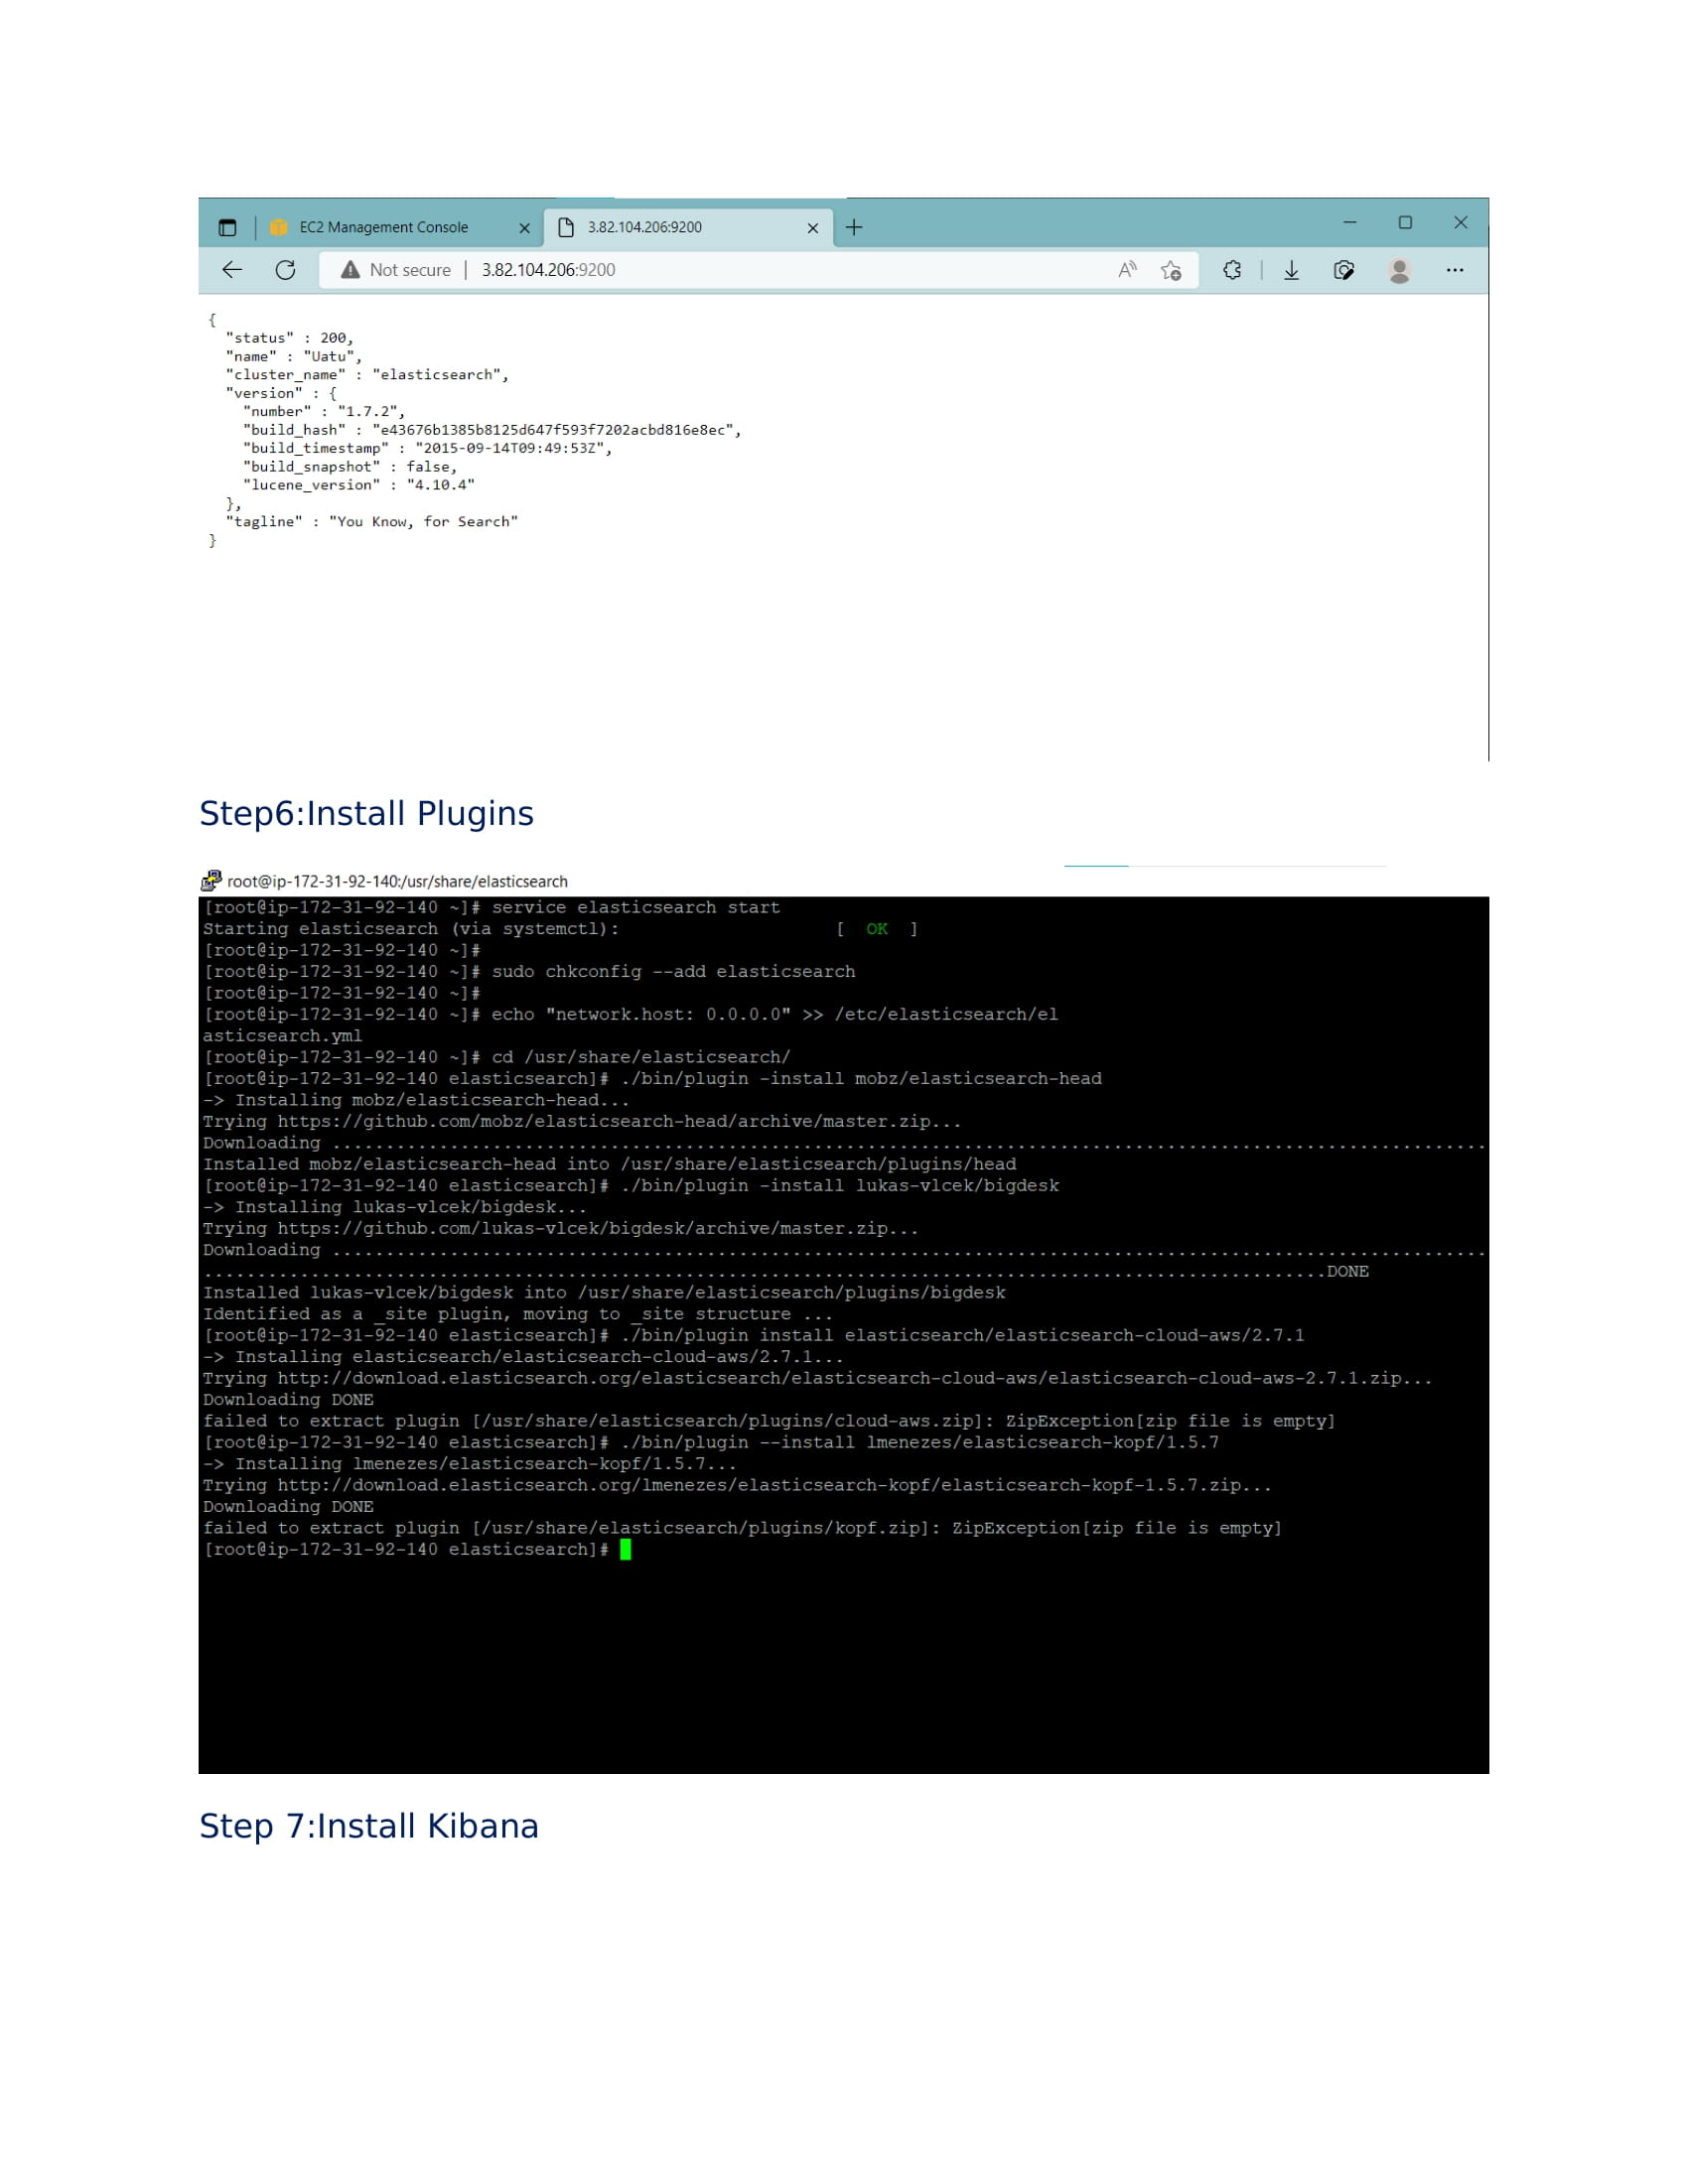 EC2 Management Console
3.82.104.206:9200
Not secure | 3.82.104.206:9200
{
"status" : 200,
"name" : "Uatu",
"cluster_name" : "elasticsearch",
"version" : {
"number" : "1.7.2",
"build_hash" : "e43676b1385b8125d647f593f7202acbd816e8ec",
"build_timestamp" : "2015-09-14T09:49:53Z",
"build_snapshot" : false,
"lucene_version" : "4.10.4"
},
"tagline" : "You Know, for Search"
}
Step6:Install Plugins
root@ip-172-31-92-140:/usr/share/elasticsearch
[root@ip-172-31-92-140 ~]# service elasticsearch start
Starting elasticsearch (via systemctl): [ OK ]
[root@ip-172-31-92-140 ~]#
[root@ip-172-31-92-140 ~]# sudo chkconfig --add elasticsearch
[root@ip-172-31-92-140 ~]#
[root@ip-172-31-92-140 ~]# echo "network.host: 0.0.0.0" >> /etc/elasticsearch/el
asticsearch.yml
[root@ip-172-31-92-140 ~]# cd /usr/share/elasticsearch/
[root@ip-172-31-92-140 elasticsearch]# ./bin/plugin -install mobz/elasticsearch-head
-> Installing mobz/elasticsearch-head...
Trying https://github.com/mobz/elasticsearch-head/archive/master.zip...
Downloading ............................................................................................................
Installed mobz/elasticsearch-head into /usr/share/elasticsearch/plugins/head
[root@ip-172-31-92-140 elasticsearch]# ./bin/plugin -install lukas-vlcek/bigdesk
-> Installing lukas-vlcek/bigdesk...
Trying https://github.com/lukas-vlcek/bigdesk/archive/master.zip...
Downloading ............................................................................................................
.........................................................................................................DONE
Installed lukas-vlcek/bigdesk into /usr/share/elasticsearch/plugins/bigdesk
Identified as a _site plugin, moving to _site structure ...
[root@ip-172-31-92-140 elasticsearch]# ./bin/plugin install elasticsearch/elasticsearch-cloud-aws/2.7.1
-> Installing elasticsearch/elasticsearch-cloud-aws/2.7.1...
Trying http://download.elasticsearch.org/elasticsearch/elasticsearch-cloud-aws/elasticsearch-cloud-aws-2.7.1.zip...
Downloading DONE
failed to extract plugin [/usr/share/elasticsearch/plugins/cloud-aws.zip]: ZipException[zip file is empty]
[root@ip-172-31-92-140 elasticsearch]# ./bin/plugin --install lmenezes/elasticsearch-kopf/1.5.7
-> Installing lmenezes/elasticsearch-kopf/1.5.7...
Trying http://download.elasticsearch.org/lmenezes/elasticsearch-kopf/elasticsearch-kopf-1.5.7.zip...
Downloading DONE
failed to extract plugin [/usr/share/elasticsearch/plugins/kopf.zip]: ZipException[zip file is empty]
[root@ip-172-31-92-140 elasticsearch]#
Step 7:Install Kibana